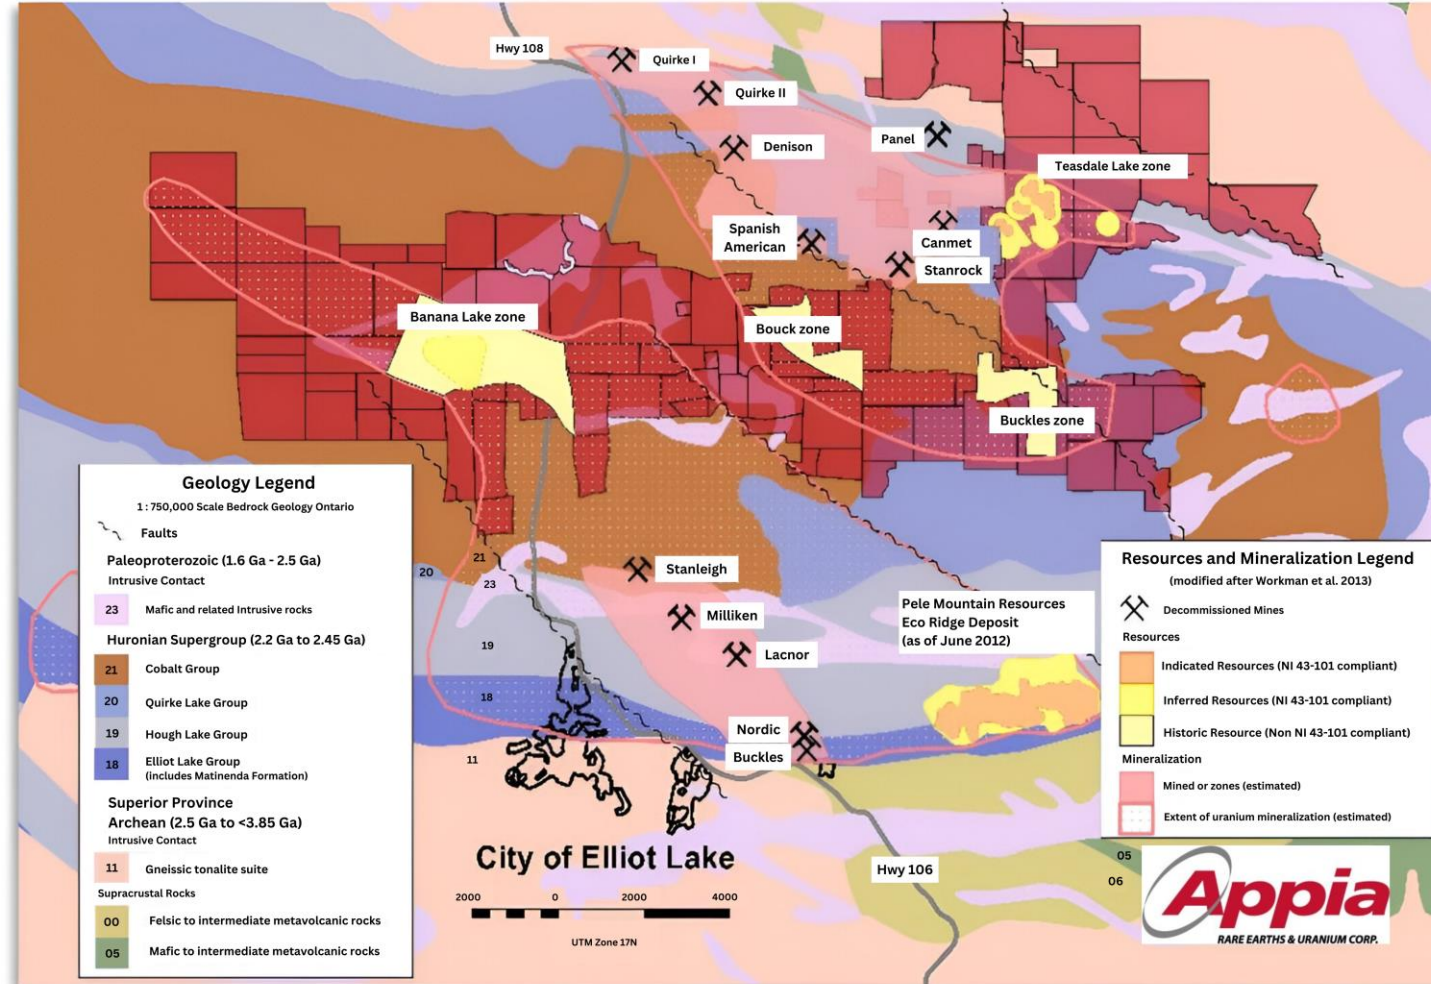 Hwy 108
Quirke I
Quirke II
Denison
Panel
Teasdale Lake zone
Spanish
American
Canmet
Stanrock
Banana Lake zone
Bouck zone
Buckles zone
Geology Legend
1 : 750,000 Scale Bedrock Geology Ontario
Faults
Paleoproterozoic (1.6 Ga - 2.5 Ga)
Intrusive Contact
23 Mafic and related Intrusive rocks
Huronian Supergroup (2.2 Ga to 2.45 Ga)
21 Cobalt Group
20 Quirke Lake Group
19 Hough Lake Group
18 Elliot Lake Group
(includes Matinenda Formation)
Superior Province
Archean (2.5 Ga to <3.85 Ga)
Intrusive Contact
11 Gneissic tonalite suite
Supracrustal Rocks
00 Felsic to intermediate metavolcanic rocks
05 Mafic to intermediate metavolcanic rocks
21
20
23
19
18
11
Stanleigh
Milliken
Lacnor
Nordic
Buckles
Pele Mountain Resources
Eco Ridge Deposit
(as of June 2012)
City of Elliot Lake
2000 0 2000 4000
UTM Zone 17N
Hwy 106
Resources and Mineralization Legend
(modified after Workman et al. 2013)
Decommissioned Mines
Resources
Indicated Resources (NI 43-101 compliant)
Inferred Resources (NI 43-101 compliant)
Historic Resource (Non NI 43-101 compliant)
Mineralization
Mined or zones (estimated)
Extent of uranium mineralization (estimated)
05
06
Appia
RARE EARTHS & URANIUM CORP.